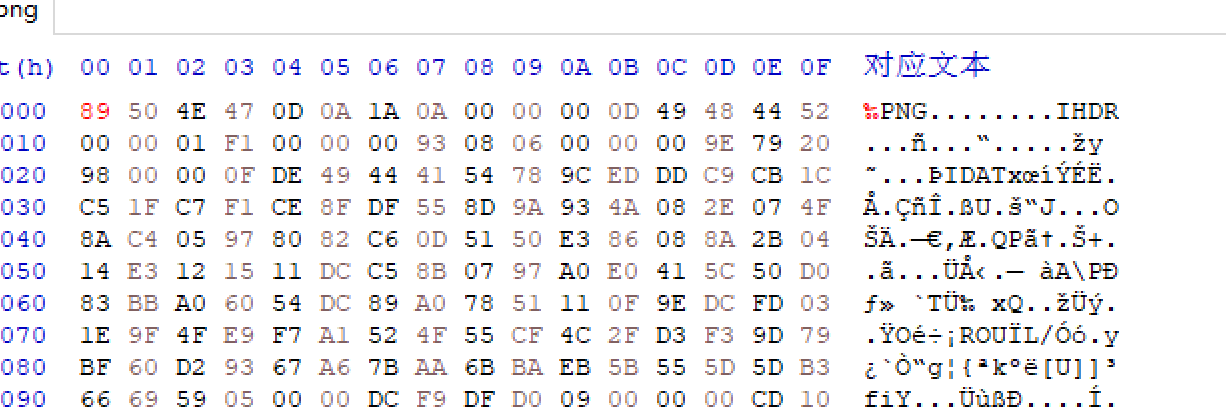 png
t(h) 00 01 02 03 04 05 06 07 08 09 0A 0B 0C 0D 0E 0F 对应文本
000 89 50 4E 47 0D 0A 1A 0A 00 00 00 0D 49 48 44 52 ‰PNG........IHDR
010 00 00 01 F1 00 00 00 93 08 06 00 00 00 9E 79 20 ...ñ...“.....žy
020 98 00 00 0F DE 49 44 41 54 78 9C ED DD C9 CB 1C ˜...ÞIDATxœíÝÉË.
030 C5 1F C7 F1 CE 8F DF 55 8D 9A 93 4A 08 2E 07 4F Å.ÇñÎ.ßU.š“J...O
040 8A C4 05 97 80 82 C6 0D 51 50 E3 86 08 8A 2B 04 ŠÄ.—€‚Æ.QPã†.Š+.
050 14 E3 12 15 11 DC C5 8B 07 97 A0 E0 41 5C 50 D0 .ã...ÜÅ‹.— àA\PÐ
060 83 BB A0 60 54 DC 89 A0 78 51 11 0F 9E DC FD 03 ƒ» `TÜ‰ xQ..žÜý.
070 1E 9F 4F E9 F7 A1 52 4F 55 CF 4C 2F D3 F3 9D 79 .ŸOé÷¡ROUÏL/Óó.y
080 BF 60 D2 93 67 A6 7B AA 6B BA EB 5B 55 5D 5D B3 ¿`Ò“g¦{ªkºë[U]]³
090 66 69 59 05 00 00 DC F9 DF D0 09 00 00 00 CD 10 fiY...ÜùßÐ....Í.